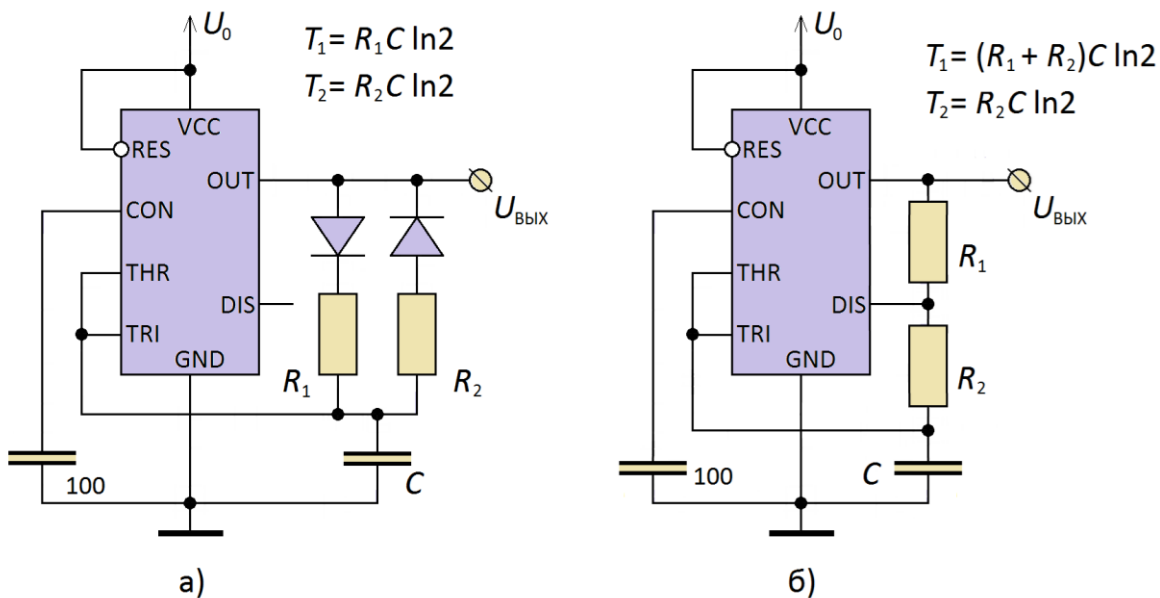 U₀
T₁ = R₁C ln2
T₂ = R₂C ln2
VCC
RES
OUT
CON
Uвых
THR
DIS
TRI
GND
R₁
R₂
100
C
а)
U₀
T₁ = (R₁ + R₂)C ln2
T₂ = R₂C ln2
VCC
RES
OUT
CON
Uвых
R₁
THR
DIS
TRI
GND
R₂
100
C
б)